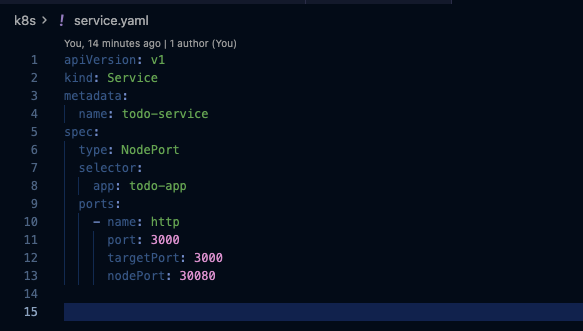 k8s > ! service.yaml
You, 14 minutes ago | 1 author (You)
1 apiVersion: v1
2 kind: Service
3 metadata:
4   name: todo-service
5 spec:
6   type: NodePort
7   selector:
8     app: todo-app
9   ports:
10     - name: http
11       port: 3000
12       targetPort: 3000
13       nodePort: 30080
14
15